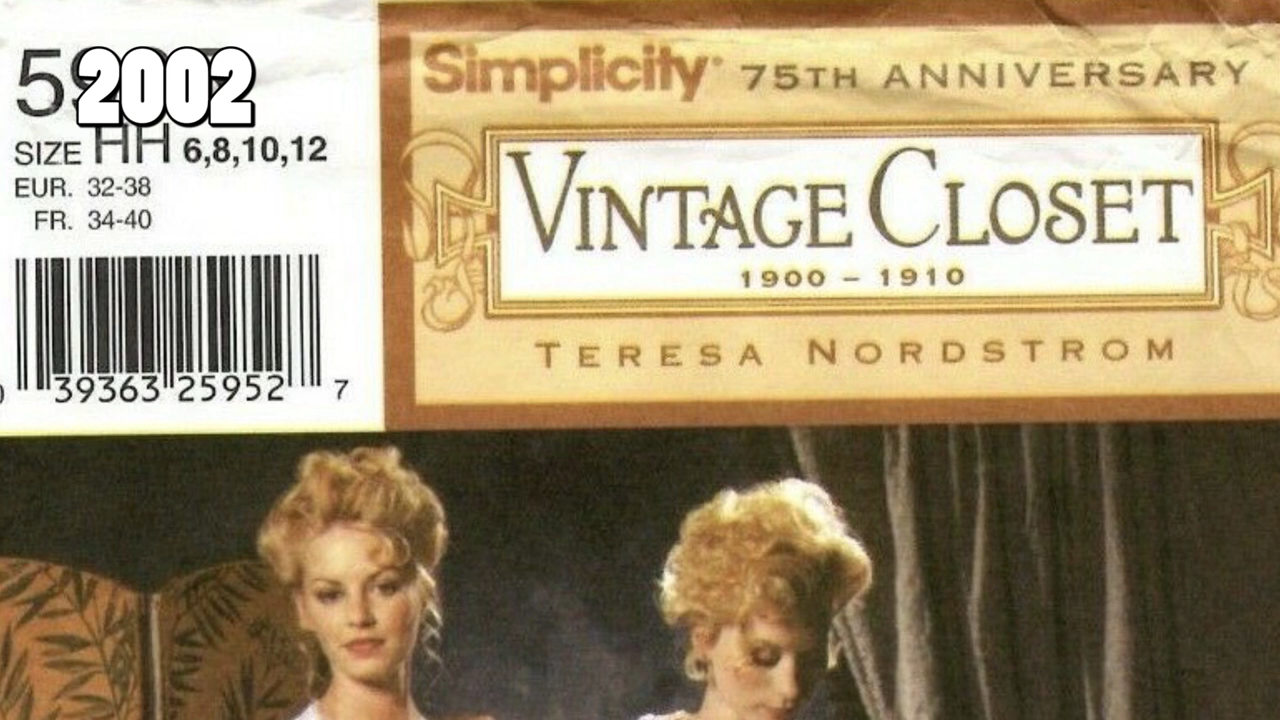 2002
SIZE HH 6,8,10,12
EUR. 32-38
FR. 34-40
39363 25952 7
Simplicity 75TH ANNIVERSARY
VINTAGE CLOSET
1900 – 1910
TERESA NORDSTROM